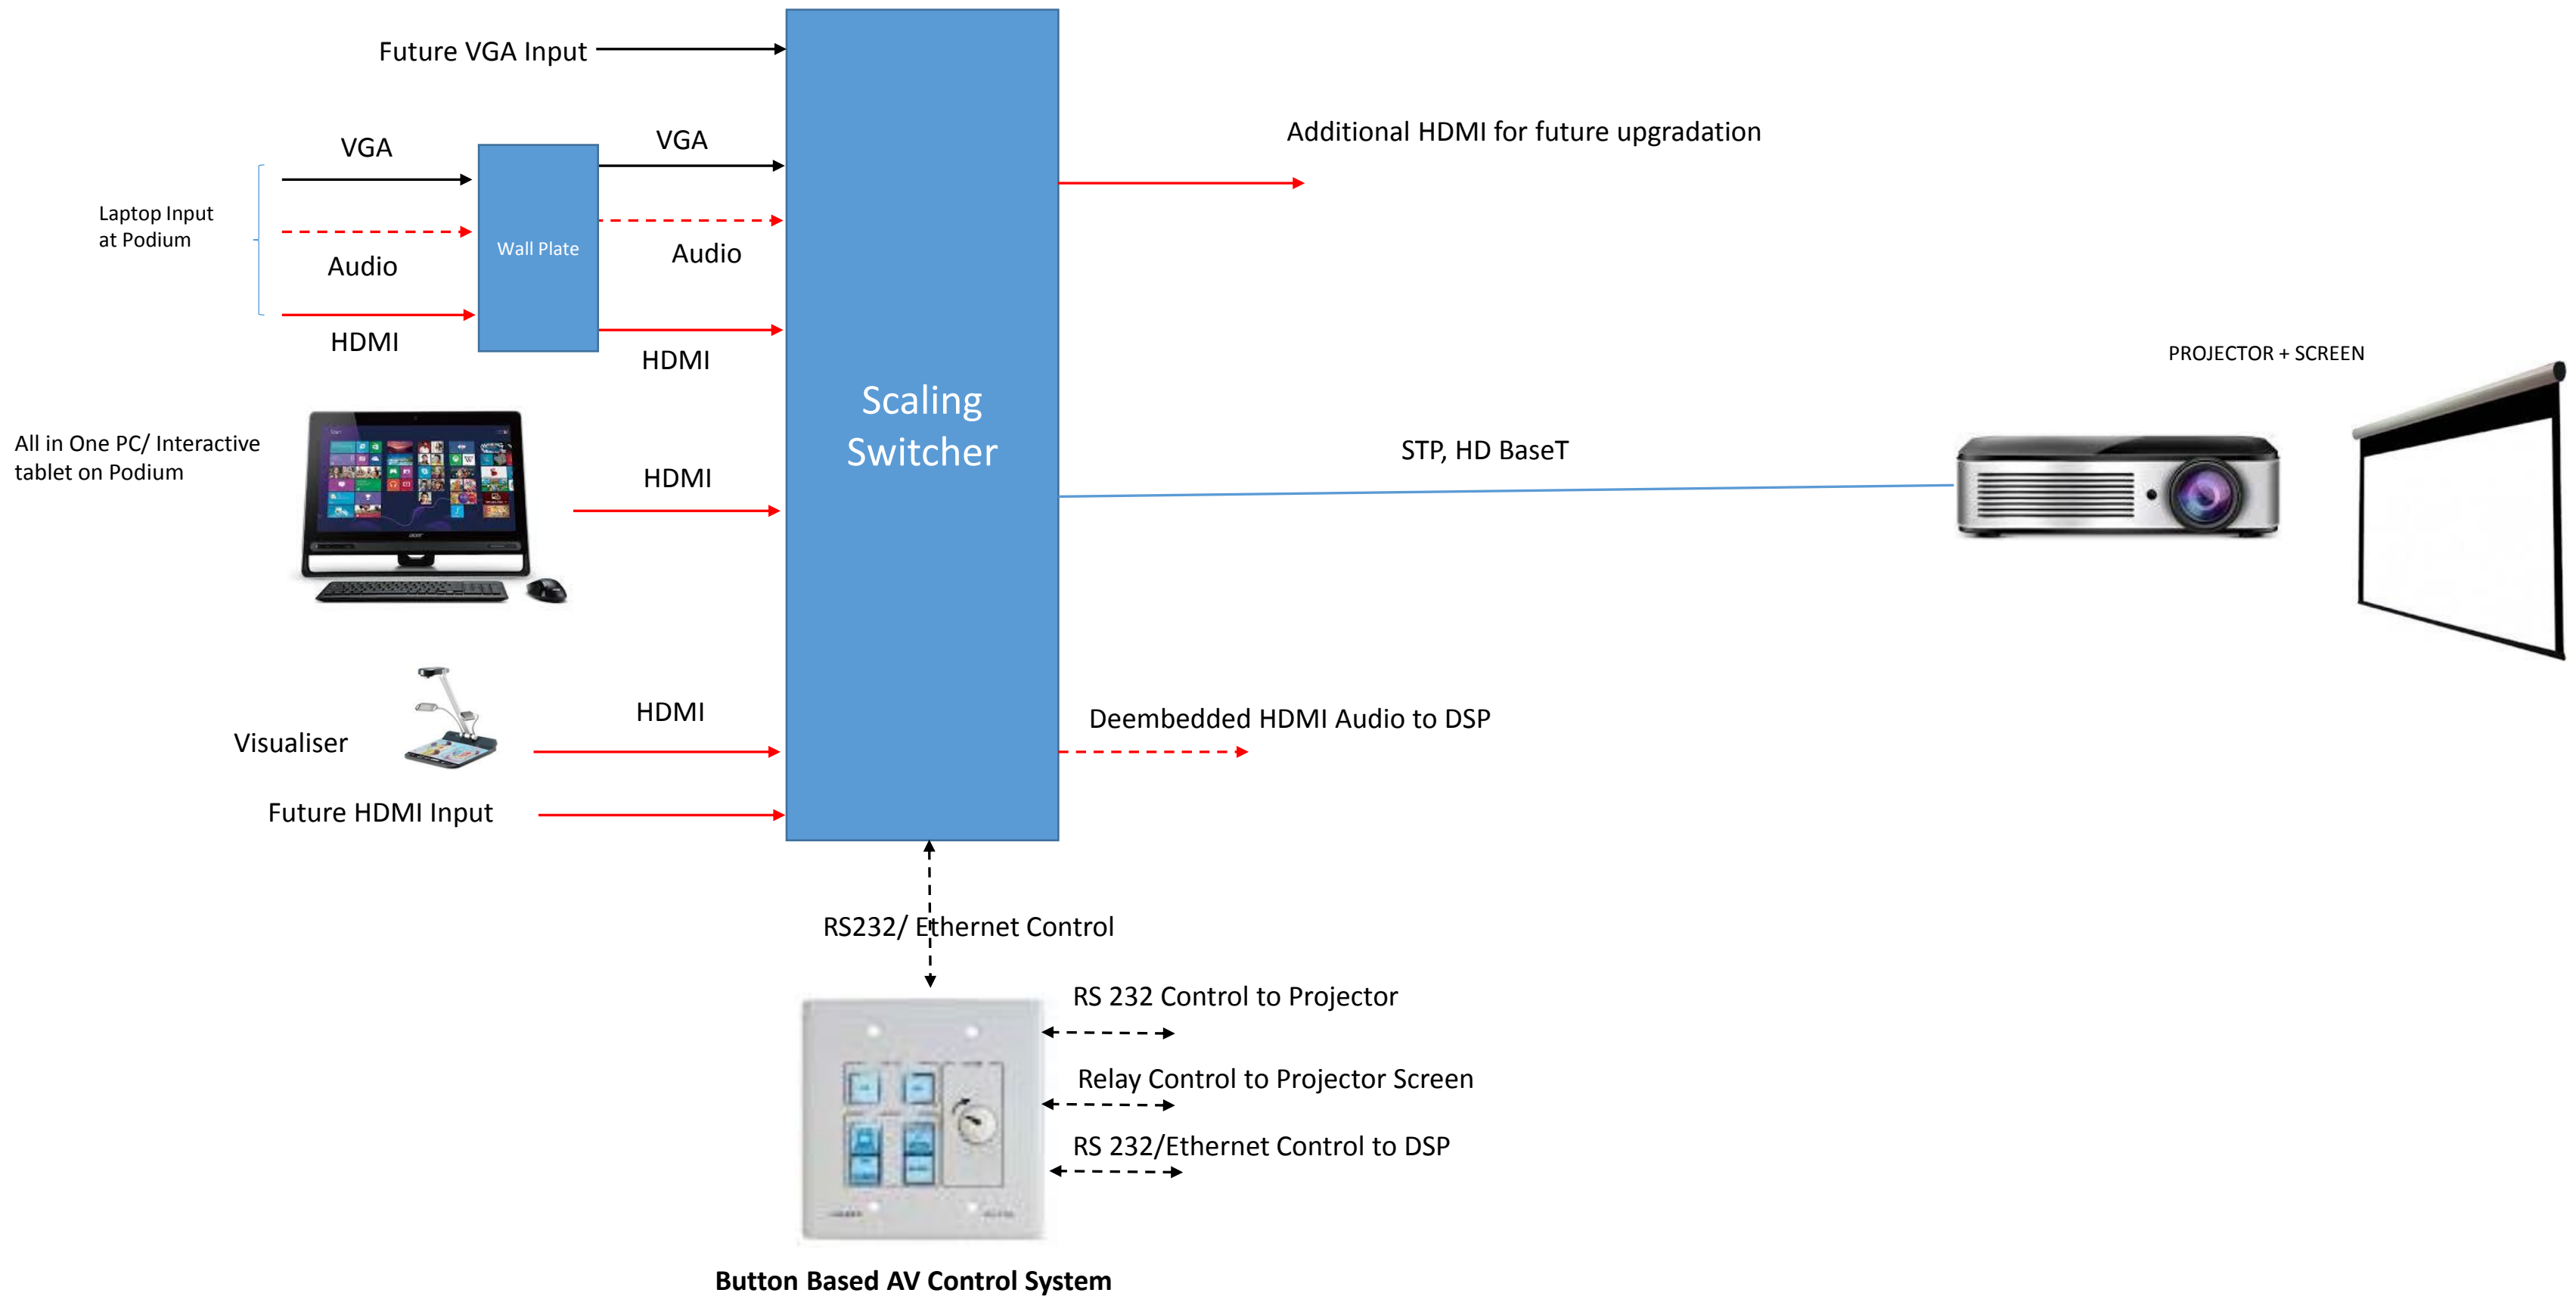 Future VGA Input
VGA
VGA
Additional HDMI for future upgradation
Laptop Input
at Podium
Wall Plate
Audio
Audio
HDMI
HDMI
PROJECTOR + SCREEN
Scaling
Switcher
All in One PC/ Interactive
tablet on Podium
HDMI
STP, HD BaseT
acer
Visualiser
HDMI
Deembedded HDMI Audio to DSP
Future HDMI Input
RS232/ Ethernet Control
RS 232 Control to Projector
Relay Control to Projector Screen
RS 232/Ethernet Control to DSP
Button Based AV Control System